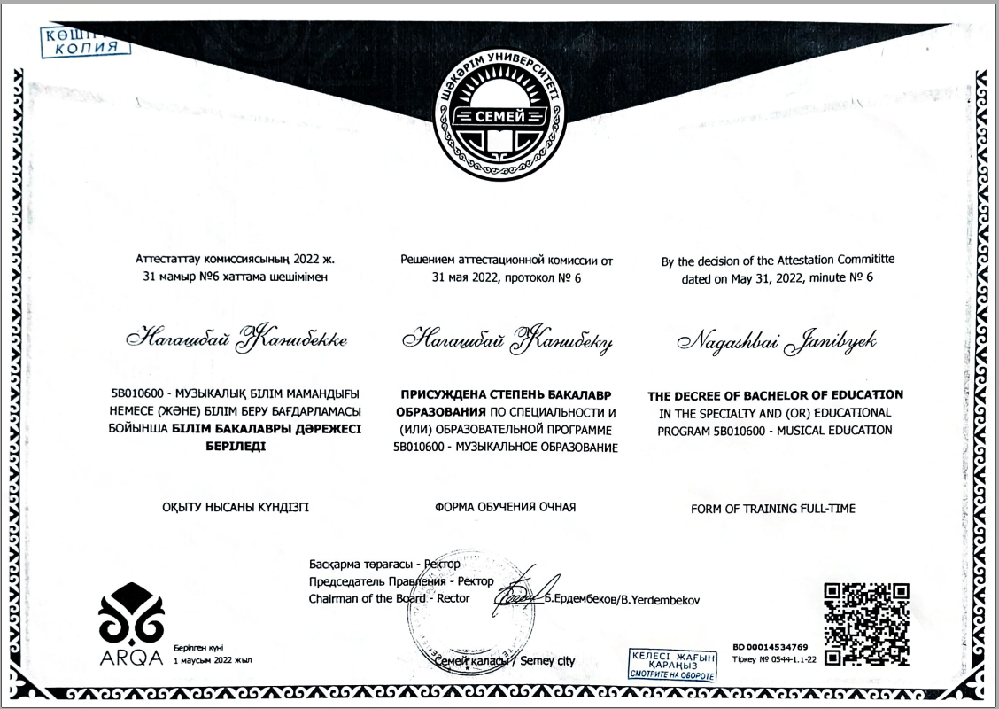 КӨШІ
КОПИЯ
ШӘКӘРІМ УНИВЕРСИТЕТІ
СЕМЕЙ
Аттестаттау комиссиясының 2022 ж.
31 мамыр №6 хаттама шешімімен
Нагашбай Жанибекке
5В010600 - МУЗЫКАЛЫҚ БІЛІМ МАМАНДЫҒЫ
НЕМЕСЕ (ЖӘНЕ) БІЛІМ БЕРУ БАҒДАРЛАМАСЫ
БОЙЫНША БІЛІМ БАКАЛАВРЫ ДӘРЕЖЕСІ
БЕРІЛЕДІ
ОҚЫТУ НЫСАНЫ КҮНДІЗГІ
Решением аттестационной комиссии от
31 мая 2022, протокол № 6
Нагашбай Жанибеку
ПРИСУЖДЕНА СТЕПЕНЬ БАКАЛАВР
ОБРАЗОВАНИЯ ПО СПЕЦИАЛЬНОСТИ И
(ИЛИ) ОБРАЗОВАТЕЛЬНОЙ ПРОГРАММЕ
5В010600 - МУЗЫКАЛЬНОЕ ОБРАЗОВАНИЕ
ФОРМА ОБУЧЕНИЯ ОЧНАЯ
By the decision of the Attestation Committitte
dated on May 31, 2022, minute № 6
Nagashbai Janibyek
THE DECREE OF BACHELOR OF EDUCATION
IN THE SPECIALTY AND (OR) EDUCATIONAL
PROGRAM 5B010600 - MUSICAL EDUCATION
FORM OF TRAINING FULL-TIME
Басқарма төрағасы - Ректор
Председатель Правления - Ректор
Chairman of the Board - Rector
Б.Ердембеков/B.Yerdembekov
ARQA
Берілген күні
1 маусым 2022 жыл
Семей қаласы / Semey city
КЕЛЕСІ ЖАҒЫН
ҚАРАҢЫЗ
СМОТРИТЕ НА ОБОРОТЕ
BD 00014534769
Тіркеу № 0544-1.1-22